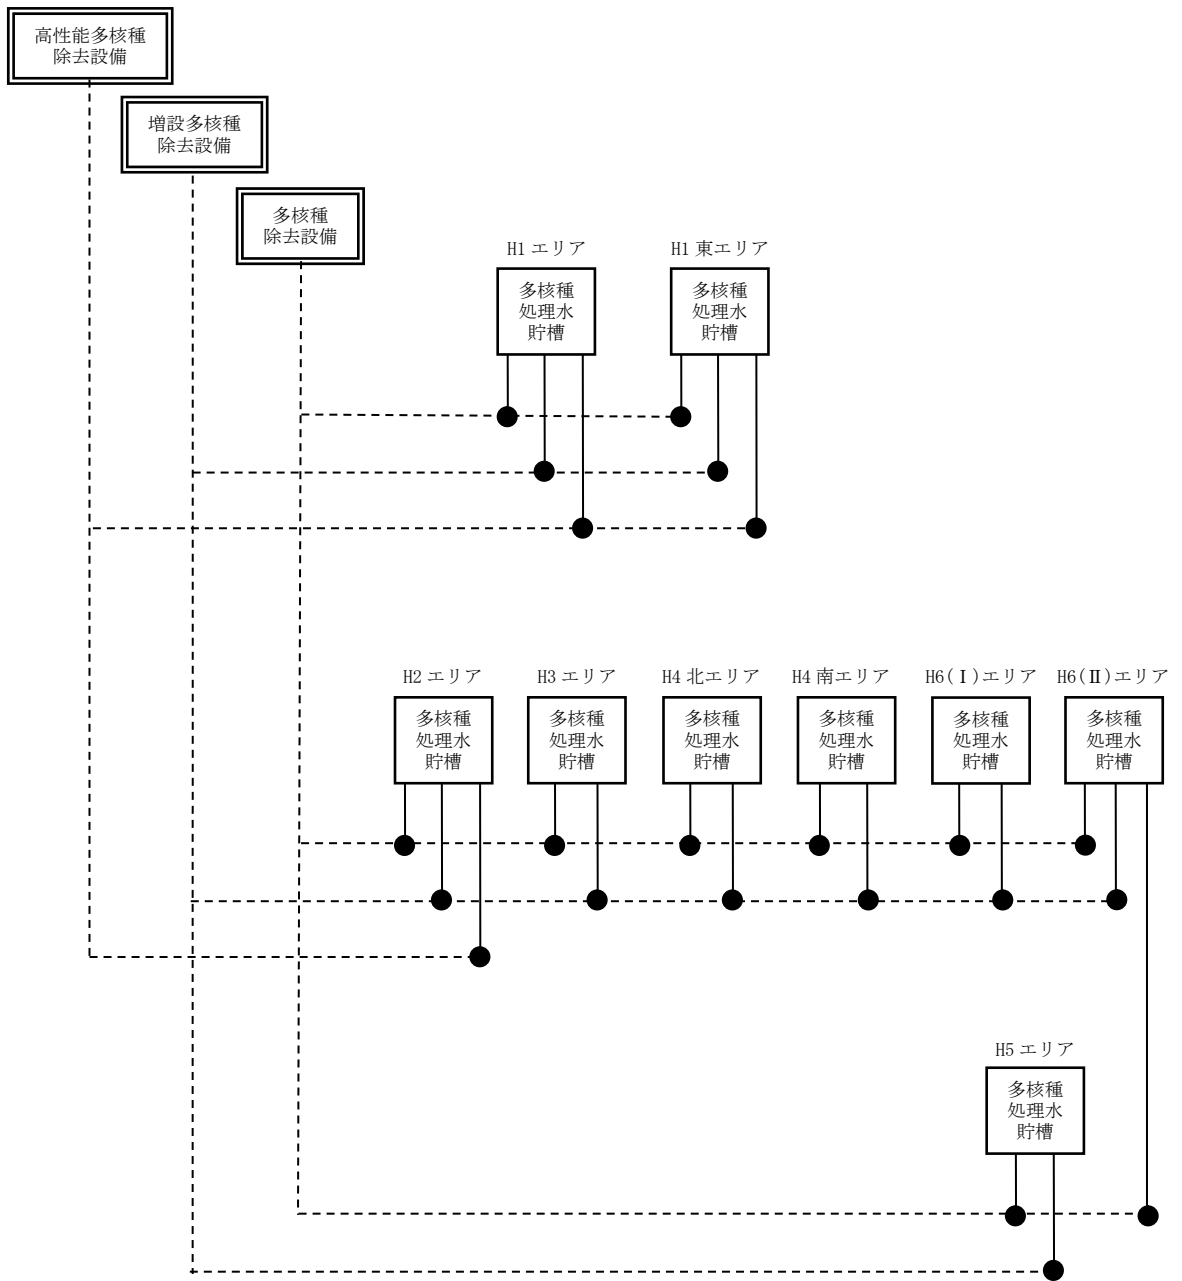 高性能多核種
除去設備
増設多核種
除去設備
多核種
除去設備
H1 エリア
H1 東エリア
多核種
処理水
貯槽
多核種
処理水
貯槽
H2 エリア
H3 エリア
H4 北エリア
H4 南エリア
H6(Ⅰ)エリア
H6(Ⅱ)エリア
多核種
処理水
貯槽
多核種
処理水
貯槽
多核種
処理水
貯槽
多核種
処理水
貯槽
多核種
処理水
貯槽
多核種
処理水
貯槽
H5 エリア
多核種
処理水
貯槽